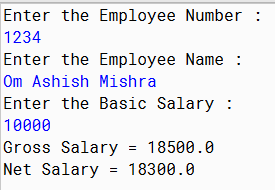 Enter the Employee Number :
1234
Enter the Employee Name :
Om Ashish Mishra
Enter the Basic Salary :
10000
Gross Salary = 18500.0
Net Salary = 18300.0